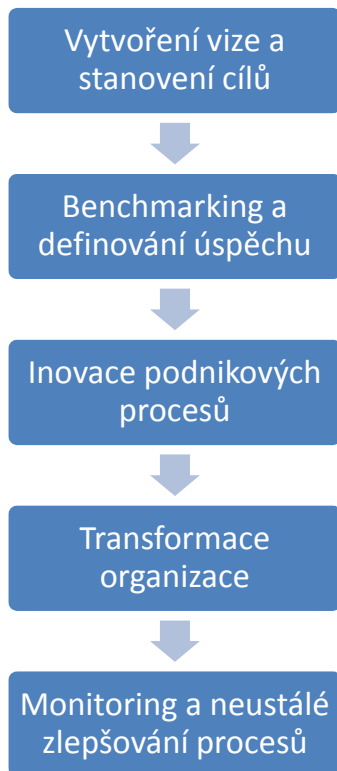 Vytvoření vize a
stanovení cílů
Benchmarking a
definování úspěchu
Inovace podnikových
procesů
Transformace
organizace
Monitoring a neustálé
zlepšování procesů